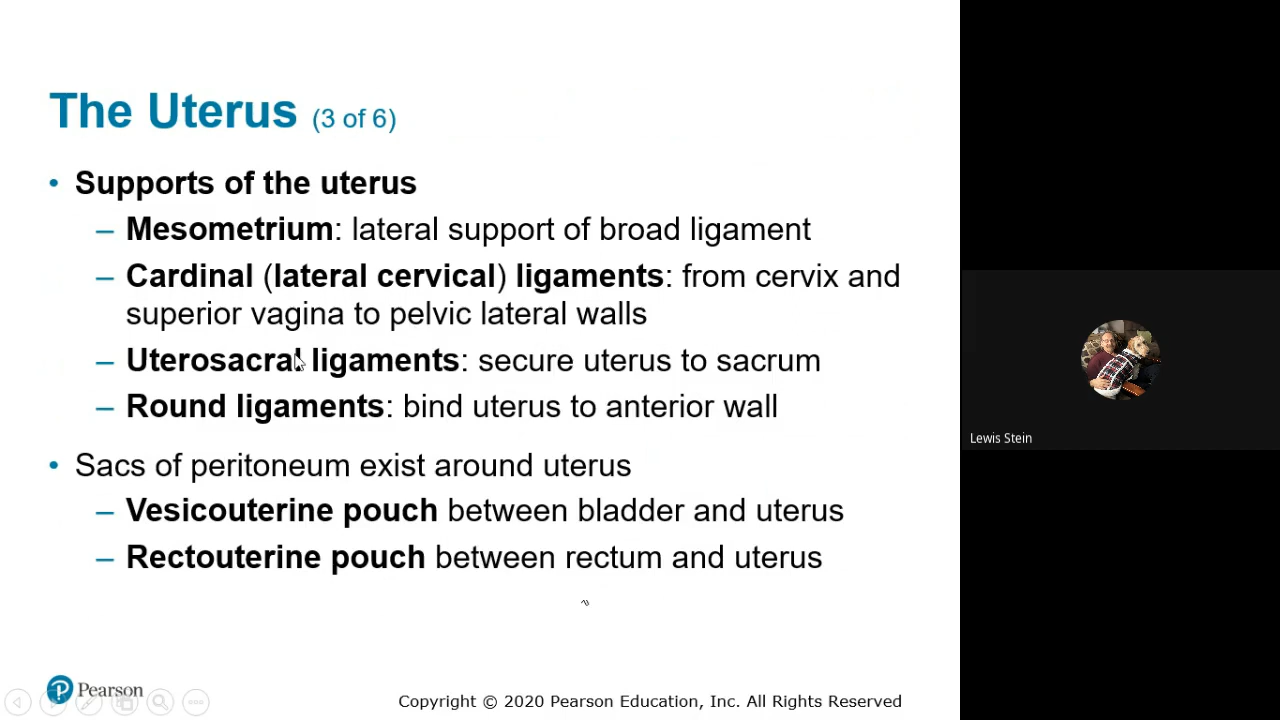 The Uterus (3 of 6)
• Supports of the uterus
– Mesometrium: lateral support of broad ligament
– Cardinal (lateral cervical) ligaments: from cervix and
superior vagina to pelvic lateral walls
– Uterosacral ligaments: secure uterus to sacrum
– Round ligaments: bind uterus to anterior wall
• Sacs of peritoneum exist around uterus
– Vesicouterine pouch between bladder and uterus
– Rectouterine pouch between rectum and uterus
Pearson
Copyright © 2020 Pearson Education, Inc. All Rights Reserved
Lewis Stein